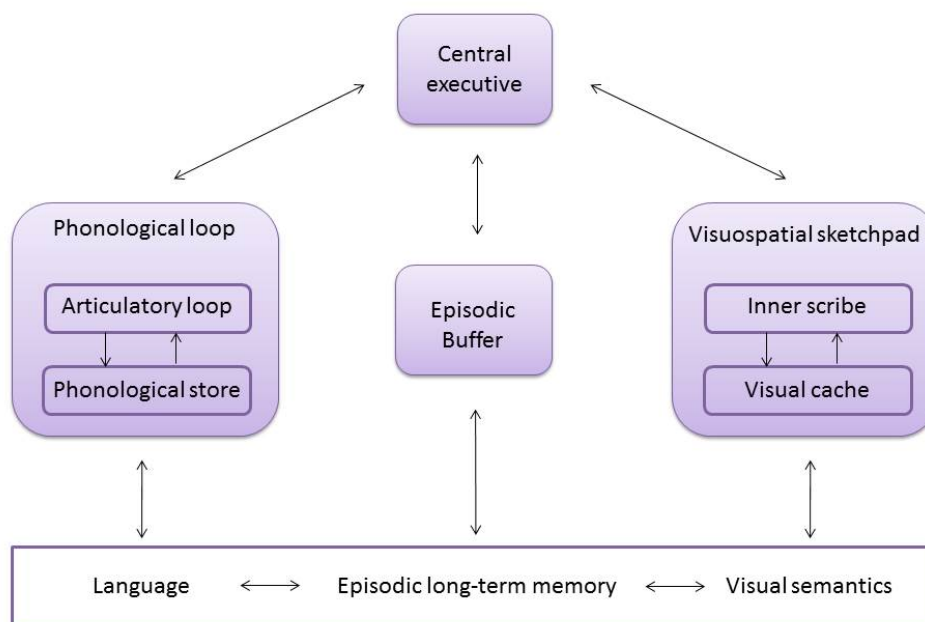 Central
executive
Phonological loop
Visuospatial sketchpad
Articulatory loop
Episodic
Buffer
Inner scribe
Phonological store
Visual cache
Language
Episodic long-term memory
Visual semantics